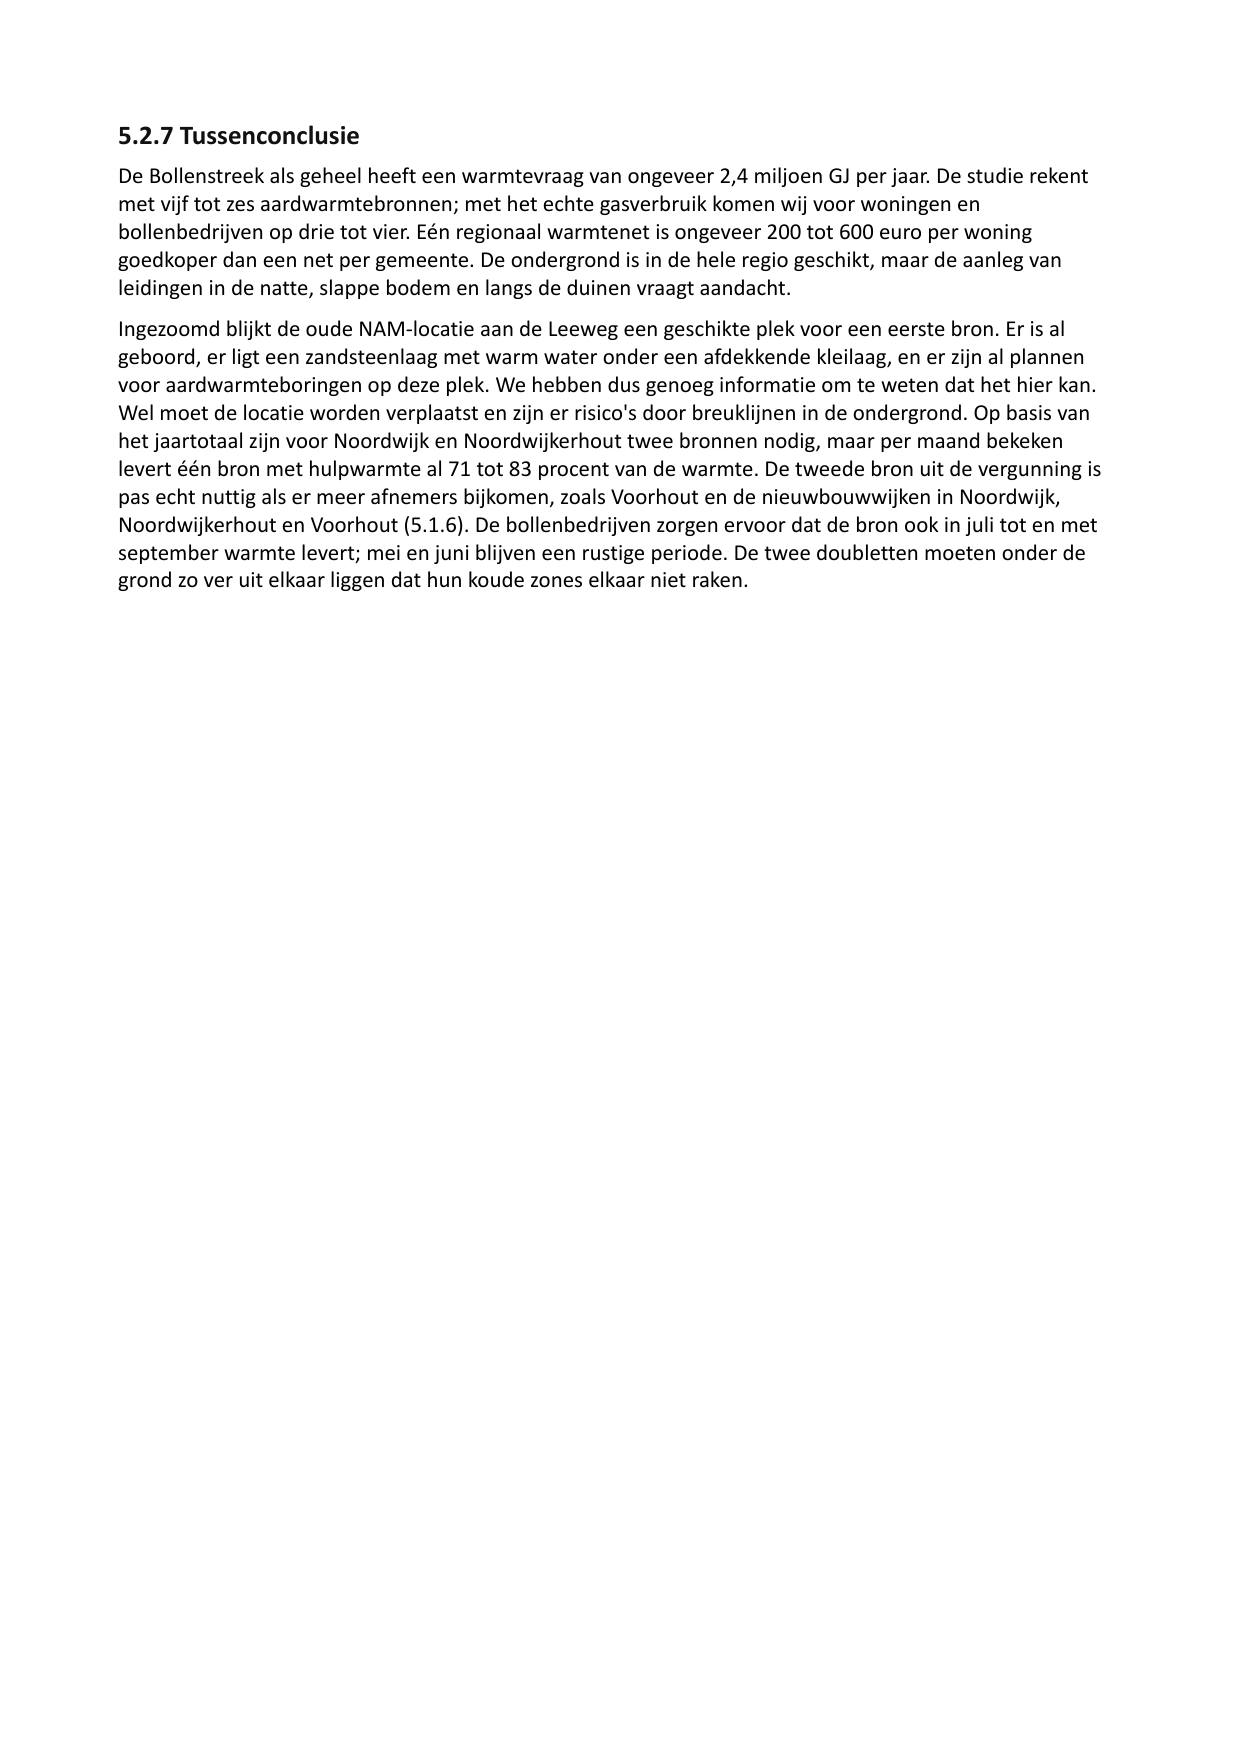 5.2.7 Tussenconclusie
De Bollenstreek als geheel heeft een warmtevraag van ongeveer 2,4 miljoen GJ per jaar. De studie rekent
met vijf tot zes aardwarmtebronnen; met het echte gasverbruik komen wij voor woningen en
bollenbedrijven op drie tot vier. Eén regionaal warmtenet is ongeveer 200 tot 600 euro per woning
goedkoper dan een net per gemeente. De ondergrond is in de hele regio geschikt, maar de aanleg van
leidingen in de natte, slappe bodem en langs de duinen vraagt aandacht.
Ingezoomd blijkt de oude NAM-locatie aan de Leeweg een geschikte plek voor een eerste bron. Er is al
geboord, er ligt een zandsteenlaag met warm water onder een afdekkende kleilaag, en er zijn al plannen
voor aardwarmteboringen op deze plek. We hebben dus genoeg informatie om te weten dat het hier kan.
Wel moet de locatie worden verplaatst en zijn er risico's door breuklijnen in de ondergrond. Op basis van
het jaartotaal zijn voor Noordwijk en Noordwijkerhout twee bronnen nodig, maar per maand bekeken
levert één bron met hulpwarmte al 71 tot 83 procent van de warmte. De tweede bron uit de vergunning is
pas echt nuttig als er meer afnemers bijkomen, zoals Voorhout en de nieuwbouwwijken in Noordwijk,
Noordwijkerhout en Voorhout (5.1.6). De bollenbedrijven zorgen ervoor dat de bron ook in juli tot en met
september warmte levert; mei en juni blijven een rustige periode. De twee doubletten moeten onder de
grond zo ver uit elkaar liggen dat hun koude zones elkaar niet raken.